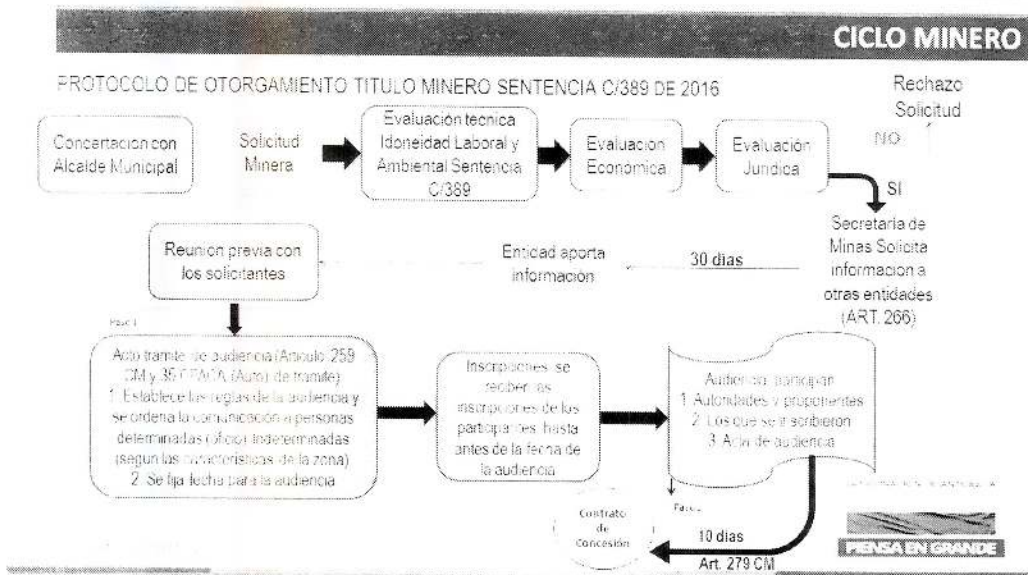 CICLO MINERO
PROTOCOLO DE OTORGAMIENTO TITULO MINERO SENTENCIA C/389 DE 2016
Rechazo
Solicitud
NO
Concertacion con
Alcalde Municipal
Solicitud
Minera
Evaluación técnica
Idoneidad Laboral y
Ambiental Sentencia
C/389
Evaluacion
Económica
Evaluación
Juridica
SI
Secretaria de
Minas Solicita
informacion a
otras entidades
(ART. 266)
30 dias
Entidad aporta
información
Reunion previa con
los solicitantes
Acto tramite de audiencia (Articulo 259
CM y 35 CPACA (Auto) de tramite)
1. Establece las reglas de la audiencia y
se ordena la comunicación a personas
determinadas (oficio) Indeterminadas
(segun las caracteristicas de la zona)
2. Se fija fecha para la audiencia
Inscripciones se
reciben las
inscripciones de los
participantes hasta
antes de la fecha de
la audiencia
Audiencia participan
1. Autoridades y proponentes
2. Los que se inscribieron
3. Acta de audiencia
Contrato
de
Concesión
10 dias
Art. 279 CM
PIENSA EN GRANDE